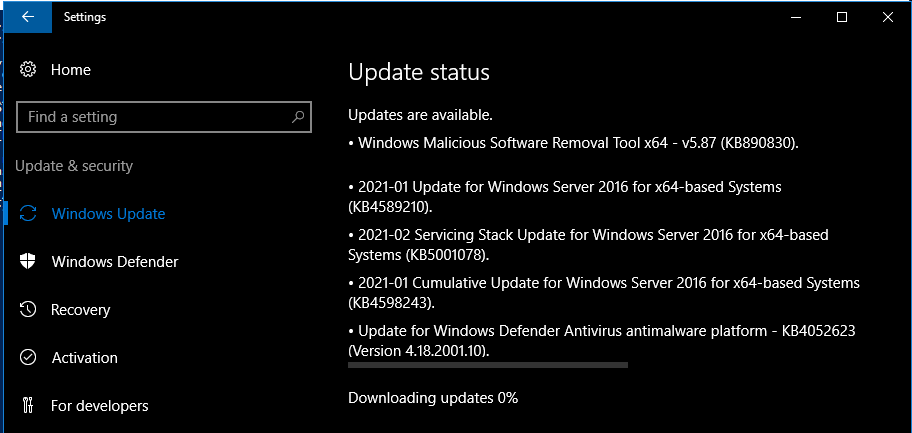 Settings
Home
Find a setting
Update & security
Windows Update
Windows Defender
Recovery
Activation
For developers
Update status
Updates are available.
• Windows Malicious Software Removal Tool x64 - v5.87 (KB890830).
• 2021-01 Update for Windows Server 2016 for x64-based Systems
(KB4589210).
• 2021-02 Servicing Stack Update for Windows Server 2016 for x64-based
Systems (KB5001078).
• 2021-01 Cumulative Update for Windows Server 2016 for x64-based Systems
(KB4598243).
• Update for Windows Defender Antivirus antimalware platform - KB4052623
(Version 4.18.2001.10).
Downloading updates 0%